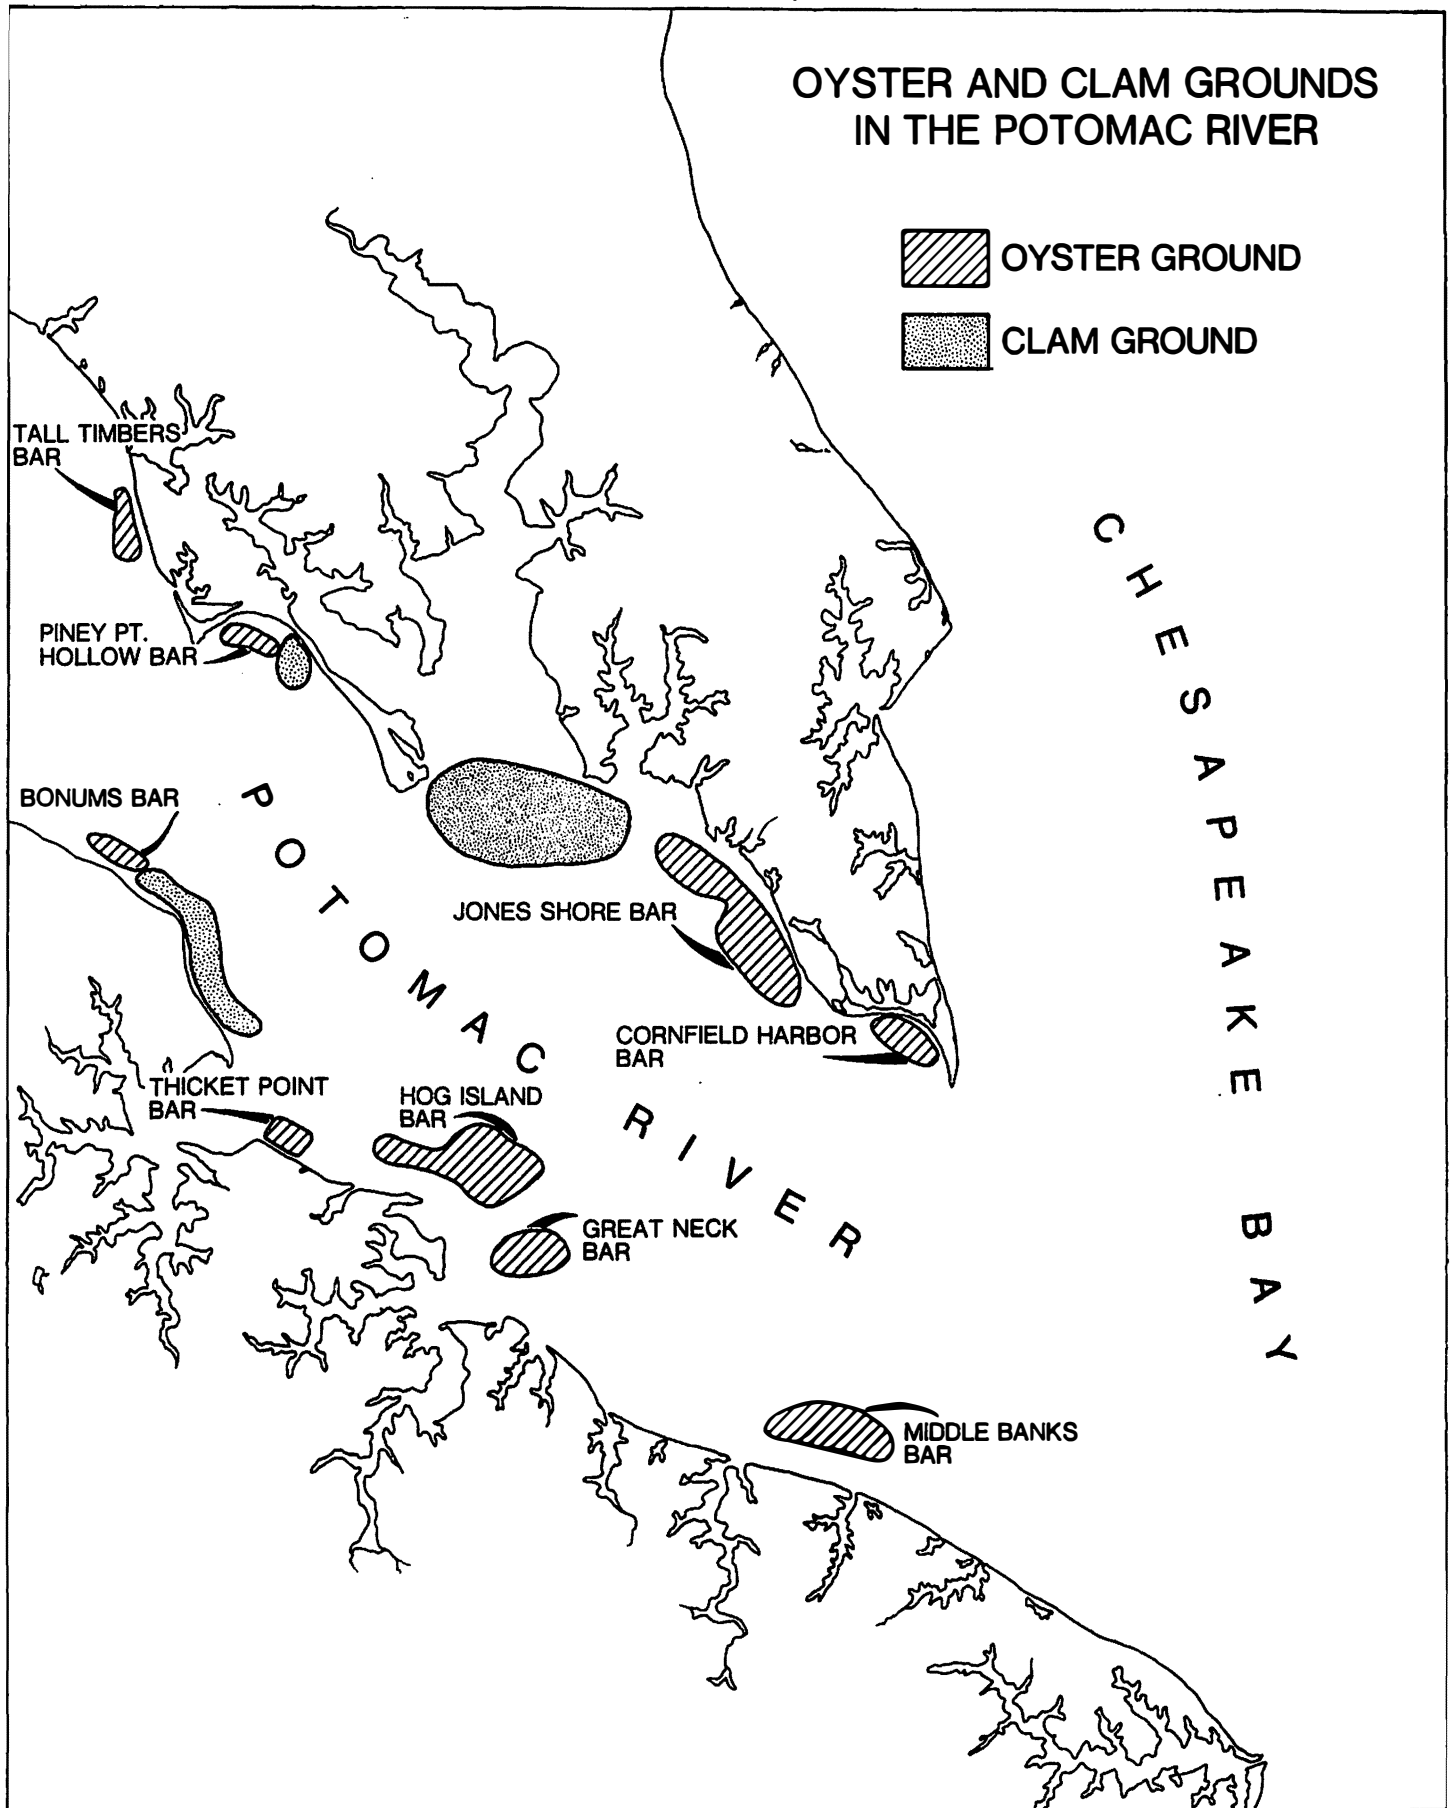 OYSTER AND CLAM GROUNDS
IN THE POTOMAC RIVER
OYSTER GROUND
CLAM GROUND
TALL TIMBERS
BAR
PINEY PT.
HOLLOW BAR
BONUMS BAR
JONES SHORE BAR
CORNFIELD HARBOR
BAR
THICKET POINT
BAR
HOG ISLAND
BAR
GREAT NECK
BAR
MIDDLE BANKS
BAR
POTOMAC RIVER
CHESAPEAKE BAY